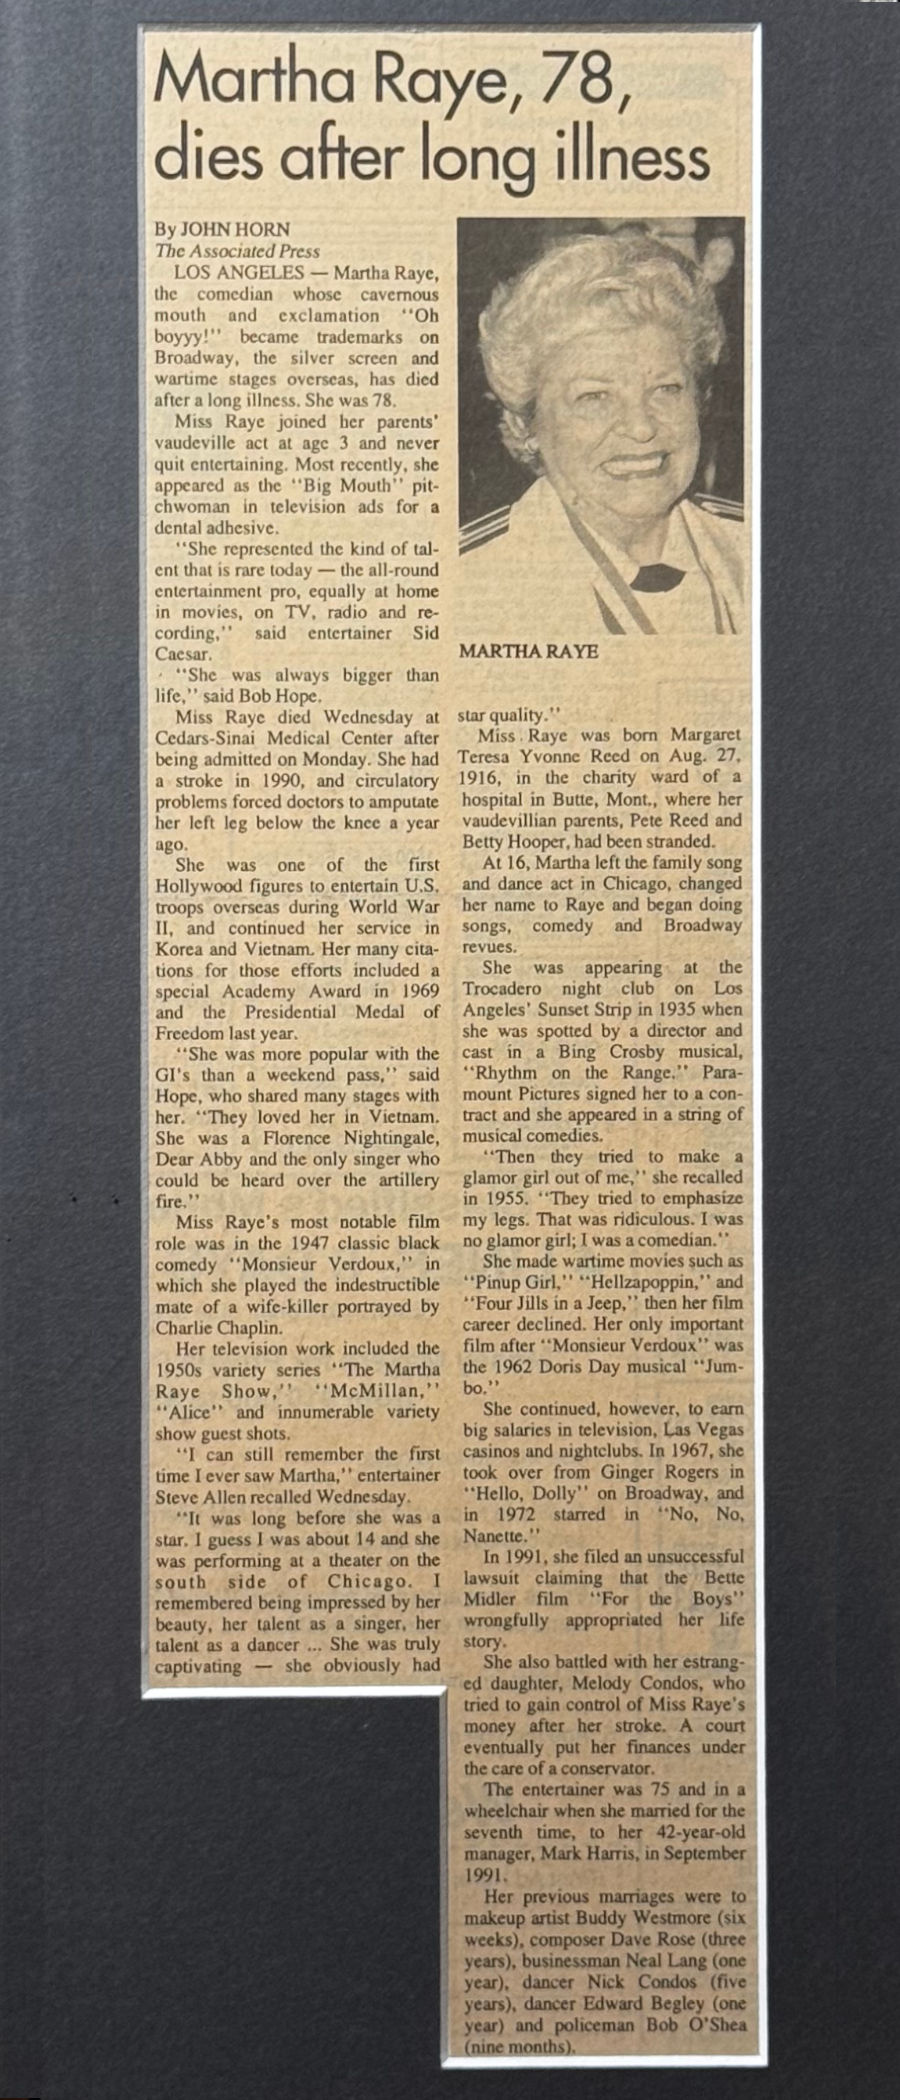 Martha Raye, 78,
dies after long illness
By JOHN HORN
The Associated Press
LOS ANGELES — Martha Raye,
the comedian whose cavernous
mouth and exclamation "Oh
boyyy!" became trademarks on
Broadway, the silver screen and
wartime stages overseas, has died
after a long illness. She was 78.
Miss Raye joined her parents'
vaudeville act at age 3 and never
quit entertaining. Most recently, she
appeared as the "Big Mouth" pit-
chwoman in television ads for a
dental adhesive.
"She represented the kind of tal-
ent that is rare today — the all-round
entertainment pro, equally at home
in movies, on TV, radio and re-
cording," said entertainer Sid
Caesar.
"She was always bigger than
life," said Bob Hope.
Miss Raye died Wednesday at
Cedars-Sinai Medical Center after
being admitted on Monday. She had
a stroke in 1990, and circulatory
problems forced doctors to amputate
her left leg below the knee a year
ago.
She was one of the first
Hollywood figures to entertain U.S.
troops overseas during World War
II, and continued her service in
Korea and Vietnam. Her many cita-
tions for those efforts included a
special Academy Award in 1969
and the Presidential Medal of
Freedom last year.
"She was more popular with the
GI's than a weekend pass," said
Hope, who shared many stages with
her. "They loved her in Vietnam.
She was a Florence Nightingale,
Dear Abby and the only singer who
could be heard over the artillery
fire."
Miss Raye's most notable film
role was in the 1947 classic black
comedy "Monsieur Verdoux," in
which she played the indestructible
mate of a wife-killer portrayed by
Charlie Chaplin.
Her television work included the
1950s variety series "The Martha
Raye Show," "McMillan,"
"Alice" and innumerable variety
show guest shots.
"I can still remember the first
time I ever saw Martha," entertainer
Steve Allen recalled Wednesday.
"It was long before she was a
star. I guess I was about 14 and she
was performing at a theater on the
south side of Chicago. I
remembered being impressed by her
beauty, her talent as a singer, her
talent as a dancer ... She was truly
captivating — she obviously had
MARTHA RAYE
star quality."
Miss Raye was born Margaret
Teresa Yvonne Reed on Aug. 27,
1916, in the charity ward of a
hospital in Butte, Mont., where her
vaudevillian parents, Pete Reed and
Betty Hooper, had been stranded.
At 16, Martha left the family song
and dance act in Chicago, changed
her name to Raye and began doing
songs, comedy and Broadway
revues.
She was appearing at the
Trocadero night club on Los
Angeles' Sunset Strip in 1935 when
she was spotted by a director and
cast in a Bing Crosby musical,
"Rhythm on the Range." Para-
mount Pictures signed her to a con-
tract and she appeared in a string of
musical comedies.
"Then they tried to make a
glamor girl out of me," she recalled
in 1955. "They tried to emphasize
my legs. That was ridiculous. I was
no glamor girl; I was a comedian."
She made wartime movies such as
"Pinup Girl," "Hellzapoppin," and
"Four Jills in a Jeep," then her film
career declined. Her only important
film after "Monsieur Verdoux" was
the 1962 Doris Day musical "Jum-
bo."
She continued, however, to earn
big salaries in television, Las Vegas
casinos and nightclubs. In 1967, she
took over from Ginger Rogers in
"Hello, Dolly" on Broadway, and
in 1972 starred in "No, No,
Nanette."
In 1991, she filed an unsuccessful
lawsuit claiming that the Bette
Midler film "For the Boys"
wrongfully appropriated her life
story.
She also battled with her estrang-
ed daughter, Melody Condos, who
tried to gain control of Miss Raye's
money after her stroke. A court
eventually put her finances under
the care of a conservator.
The entertainer was 75 and in a
wheelchair when she married for the
seventh time, to her 42-year-old
manager, Mark Harris, in September
1991.
Her previous marriages were to
makeup artist Buddy Westmore (six
weeks), composer Dave Rose (three
years), businessman Neal Lang (one
year), dancer Nick Condos (five
years), dancer Edward Begley (one
year) and policeman Bob O'Shea
(nine months).